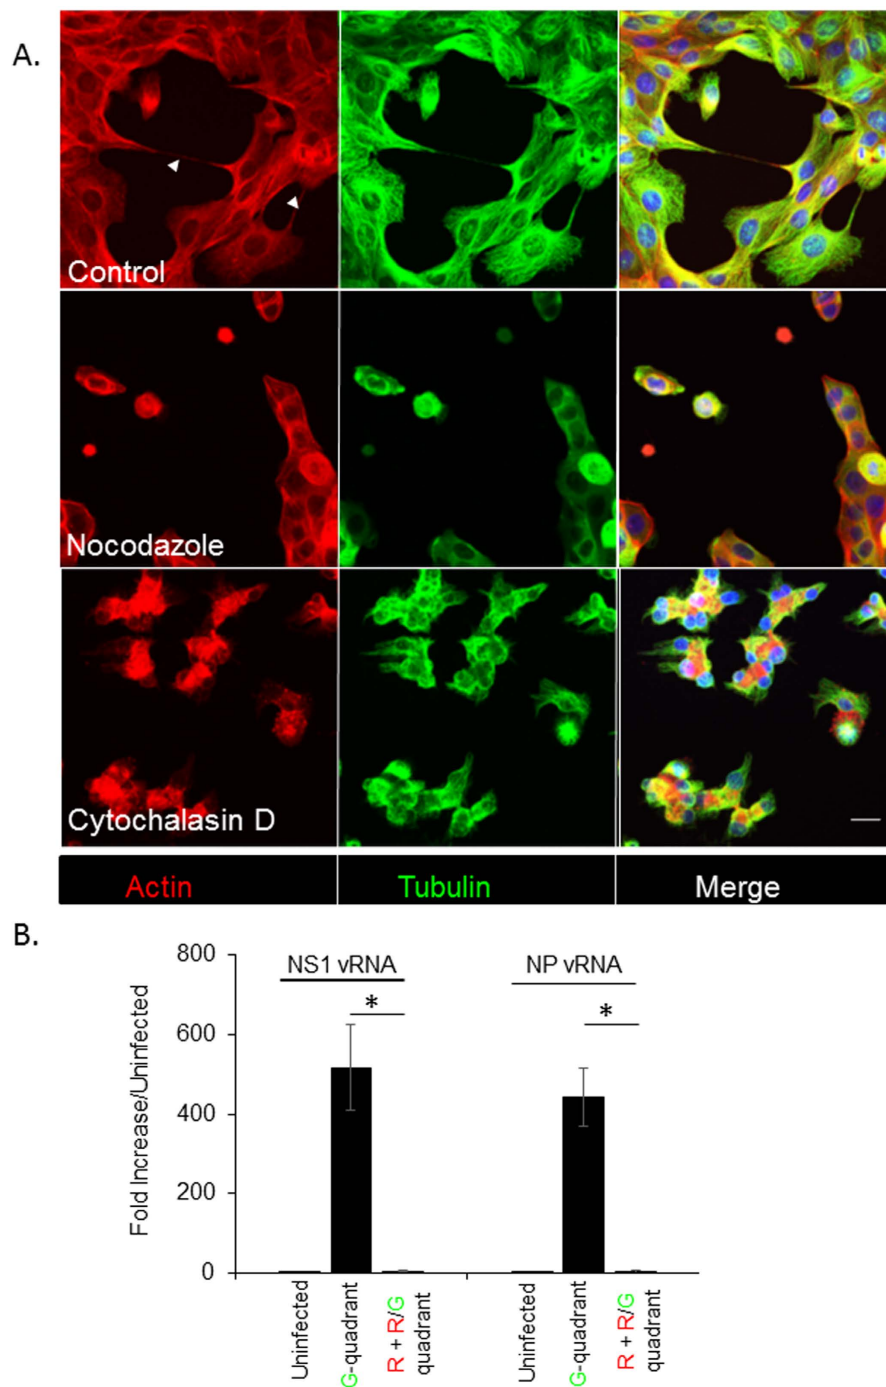 A.
Control
Nocodazole
Cytochalasin D
Actin Tubulin Merge
B.
Fold Increase/Uninfected
800
600
400
200
0
NS1 vRNA
NP vRNA
*
*
Uninfected
G-quadrant
R + R/G
quadrant
Uninfected
G-quadrant
R + R/G
quadrant